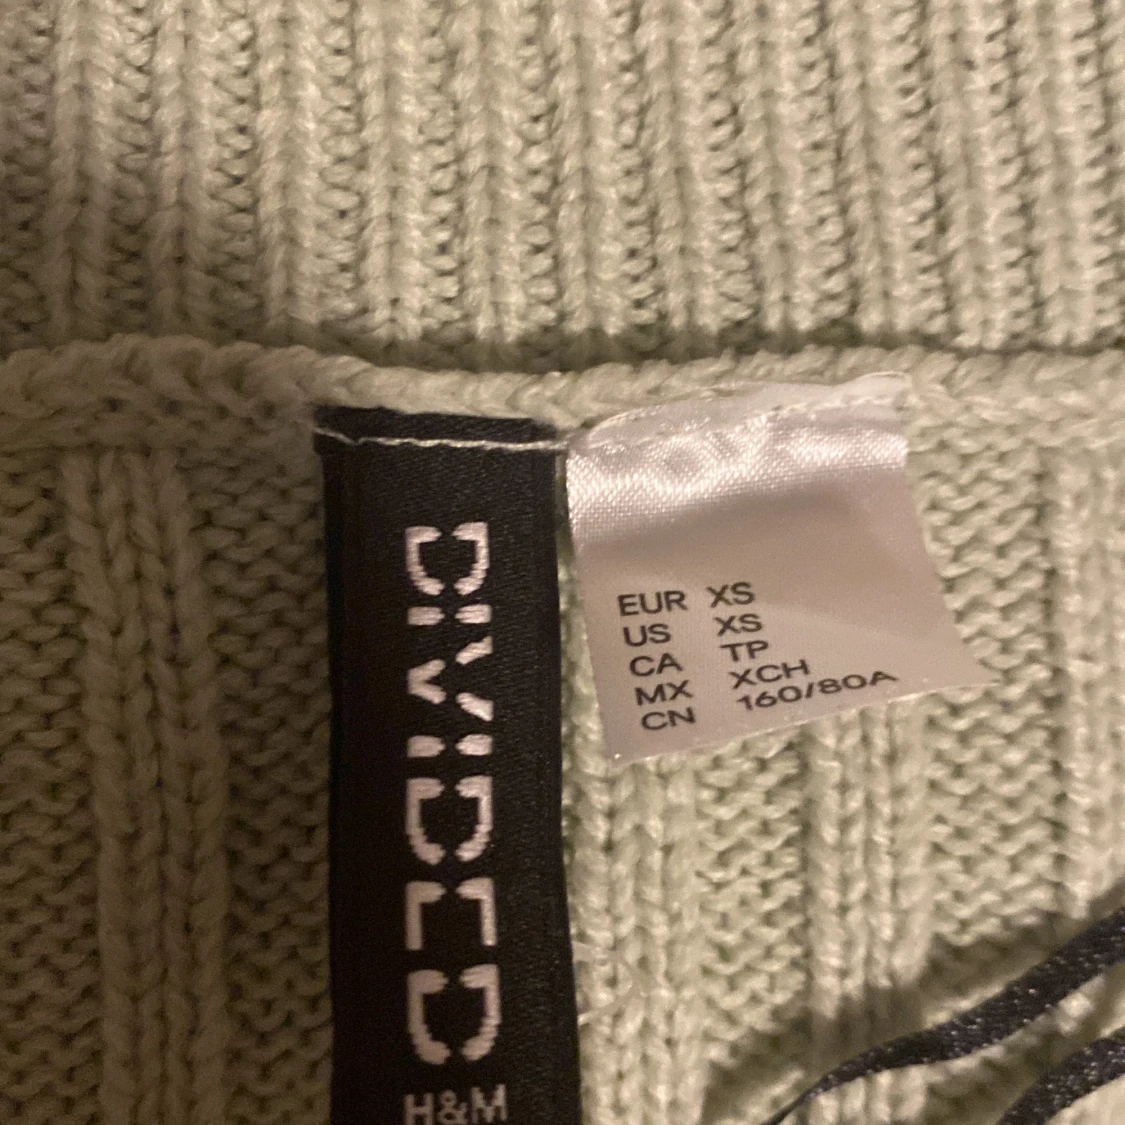 DIVIDED
H&M
EUR XS
US XS
CA TP
MX XCH
CN 160/80A